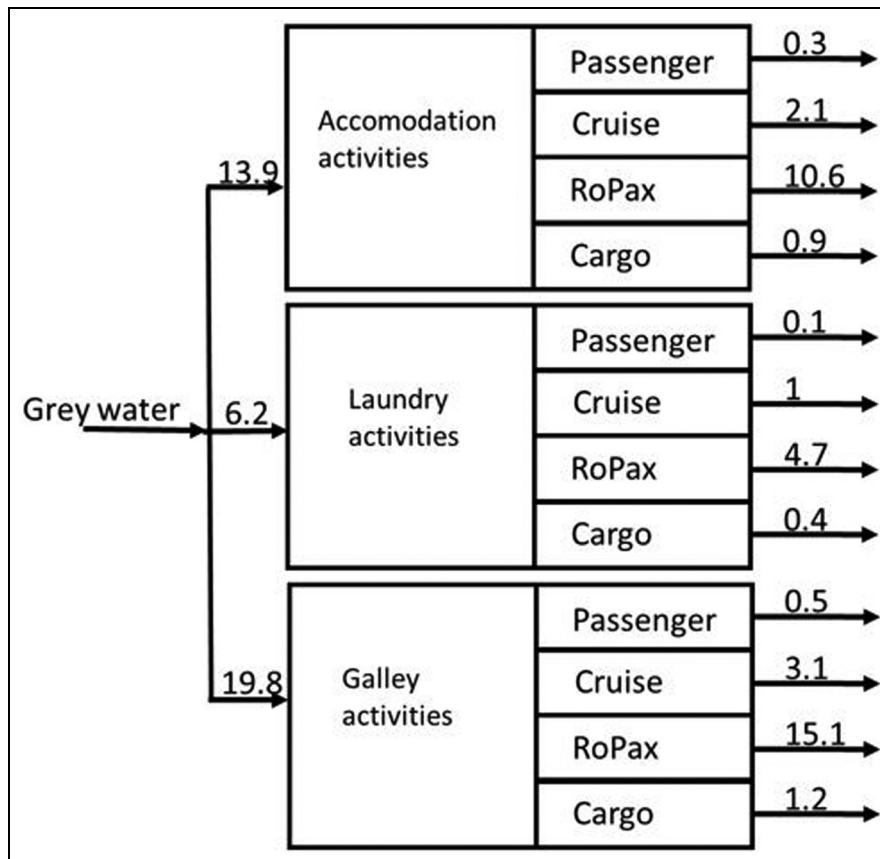 Grey water
13.9
Accomodation
activities
Passenger
0.3
Cruise
2.1
RoPax
10.6
Cargo
0.9
6.2
Laundry
activities
Passenger
0.1
Cruise
1
RoPax
4.7
Cargo
0.4
19.8
Galley
activities
Passenger
0.5
Cruise
3.1
RoPax
15.1
Cargo
1.2